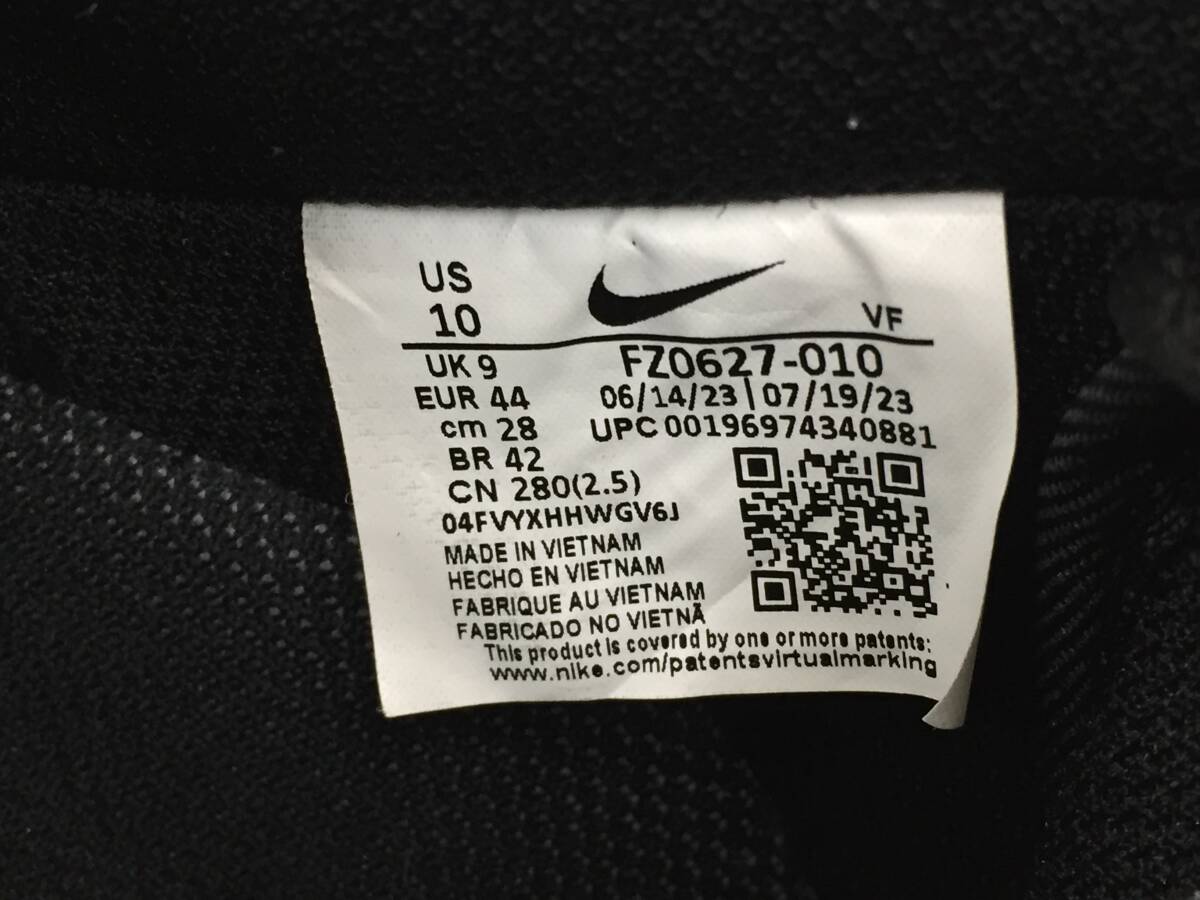 US
10
VF
UK 9
EUR 44
cm 28
BR 42
CN 280(2.5)
04FVYXHHWGV6J
FZ0627-010
06/14/23|07/19/23
UPC 00196974340881
MADE IN VIETNAM
HECHO EN VIETNAM
FABRIQUE AU VIETNAM
FABRICADO NO VIETNÃ
This product is covered by one or more patents:
www.nike.com/patentsvirtualmarking